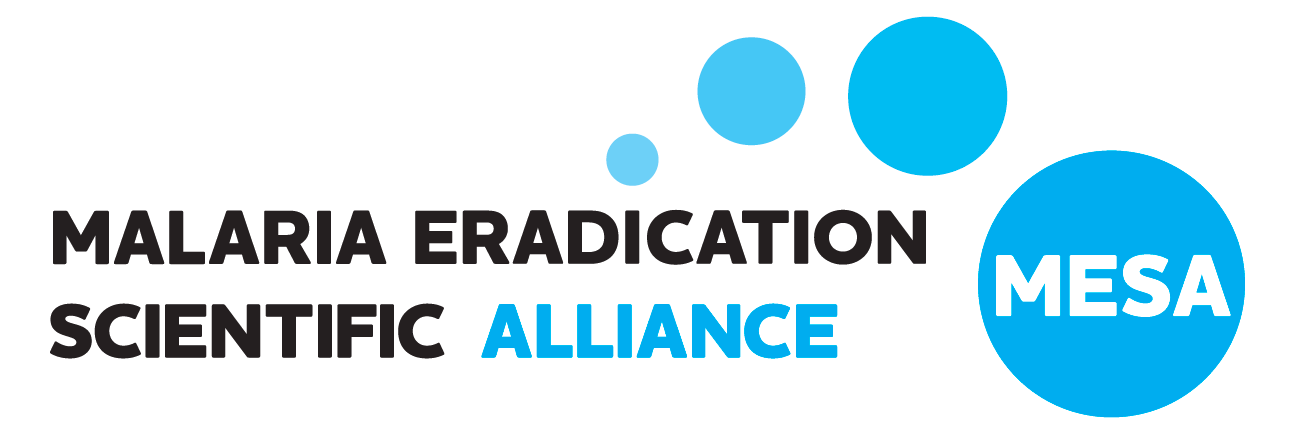 MALARIA ERADICATION
SCIENTIFIC ALLIANCE
MESA